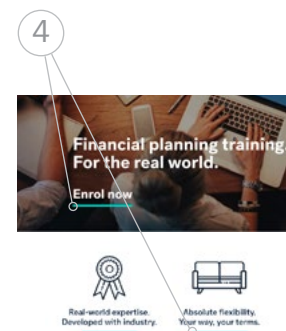 4
Financial planning training.
For the real world.
Enrol now
Real-world expertise.
Developed with industry.
Absolute flexibility.
Your way, your terms.